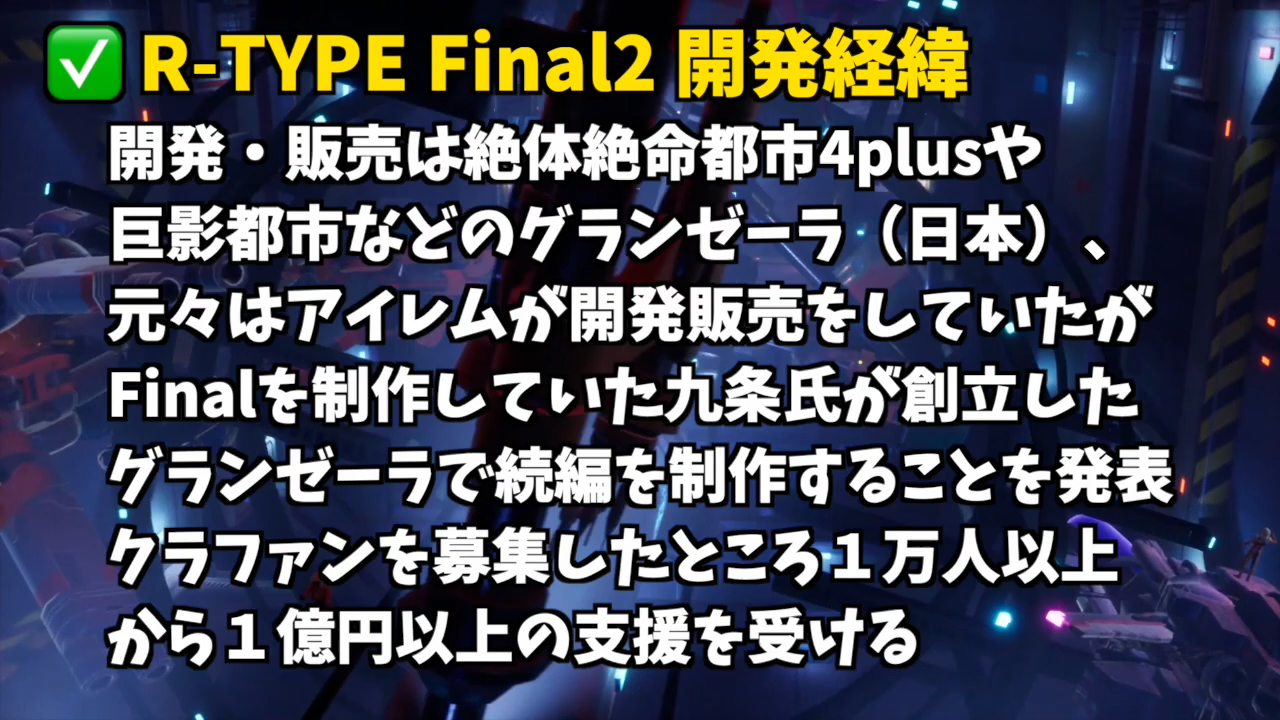 ✅ R-TYPE Final2 開発経緯
開発・販売は絶体絶命都市4plusや
巨影都市などのグランゼーラ（日本）、
元々はアイレムが開発販売をしていたが
Finalを制作していた九条氏が創立した
グランゼーラで続編を制作することを発表
クラファンを募集したところ１万人以上
から１億円以上の支援を受ける